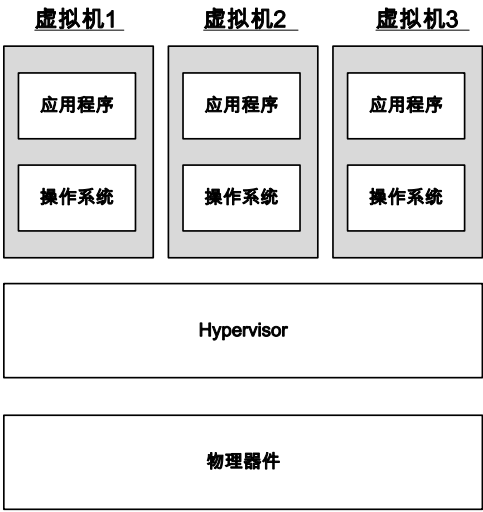 虚拟机1 虚拟机2 虚拟机3
应用程序 应用程序 应用程序
操作系统 操作系统 操作系统
Hypervisor
物理器件